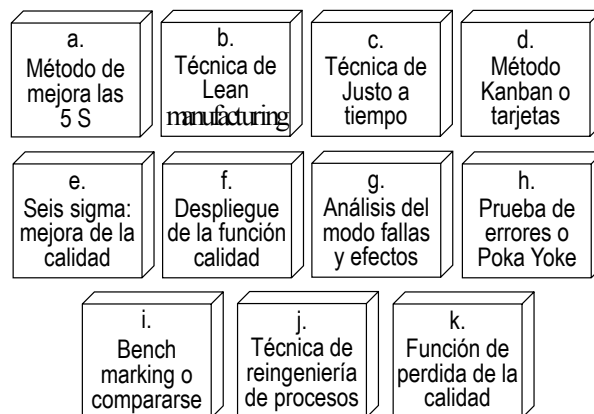 a.
Método de
mejora las
5 S
b.
Técnica de
Lean
manufacturing
c.
Técnica de
Justo a
tiempo
d.
Método
Kanban o
tarjetas
e.
Seis sigma:
mejora de la
calidad
f.
Despliegue
de la función
calidad
g.
Análisis del
modo fallas
y efectos
h.
Prueba de
errores o
Poka Yoke
i.
Bench
marking o
compararse
j.
Técnica de
reingeniería
de procesos
k.
Función de
perdida de la
calidad